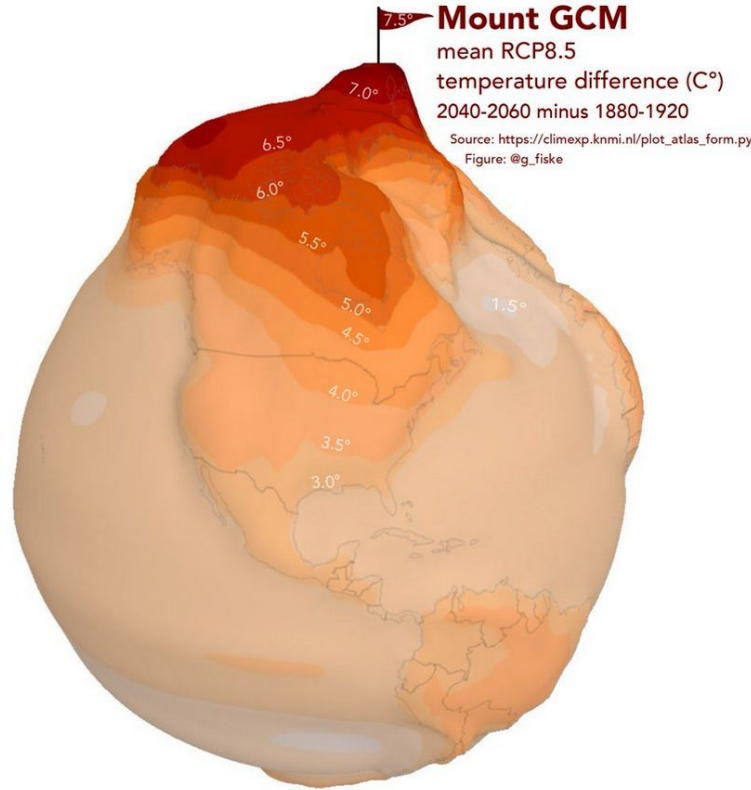 7.5°
Mount GCM
mean RCP8.5
temperature difference (C°)
2040-2060 minus 1880-1920
Source: https://climexp.knmi.nl/plot_atlas_form.py
Figure: @g_fiske
7.0°
6.5°
6.0°
5.5°
5.0°
1.5°
4.5°
4.0°
3.5°
3.0°